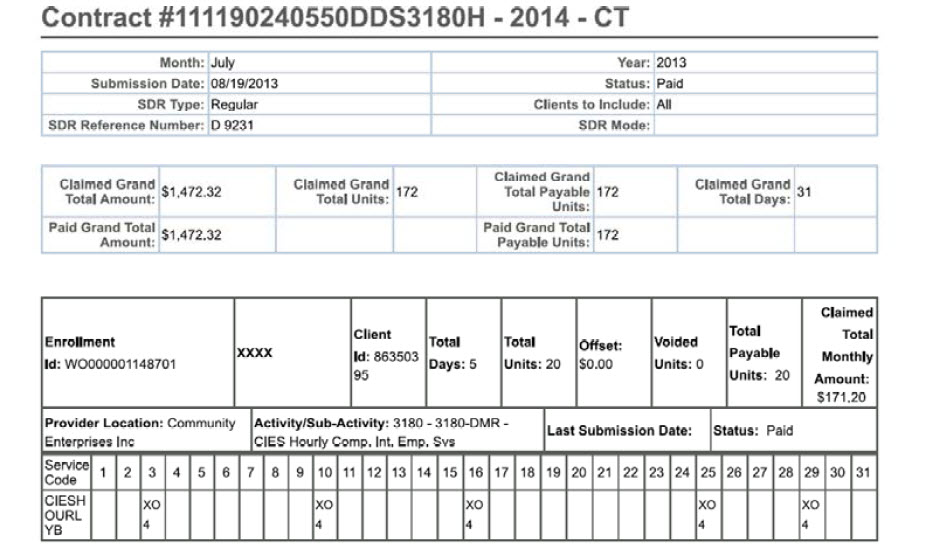 Contract #111190240550DDS3180H - 2014 - CT
Month: July Year: 2013
Submission Date: 08/19/2013 Status: Paid
SDR Type: Regular Clients to Include: All
SDR Reference Number: D 9231 SDR Mode:
Claimed Grand Total Amount: $1,472.32 Claimed Grand Total Units: 172 Claimed Grand Total Payable Units: 172 Claimed Grand Total Days: 31
Paid Grand Total Amount: $1,472.32 Paid Grand Total Payable Units: 172
Enrollment Id: WO000001148701 XXXX Client Id: 86350395 Total Days: 5 Total Units: 20 Offset: $0.00 Voided Units: 0 Total Payable Units: 20 Claimed Total Monthly Amount: $171.20
Provider Location: Community Enterprises Inc Activity/Sub-Activity: 3180 - 3180-DMR - CIES Hourly Comp. Int. Emp. Svs Last Submission Date: Status: Paid
Service Code 1 2 3 4 5 6 7 8 9 10 11 12 13 14 15 16 17 18 19 20 21 22 23 24 25 26 27 28 29 30 31
CIESHOURLYB XO 4 XO 4 XO 4 XO 4 XO 4